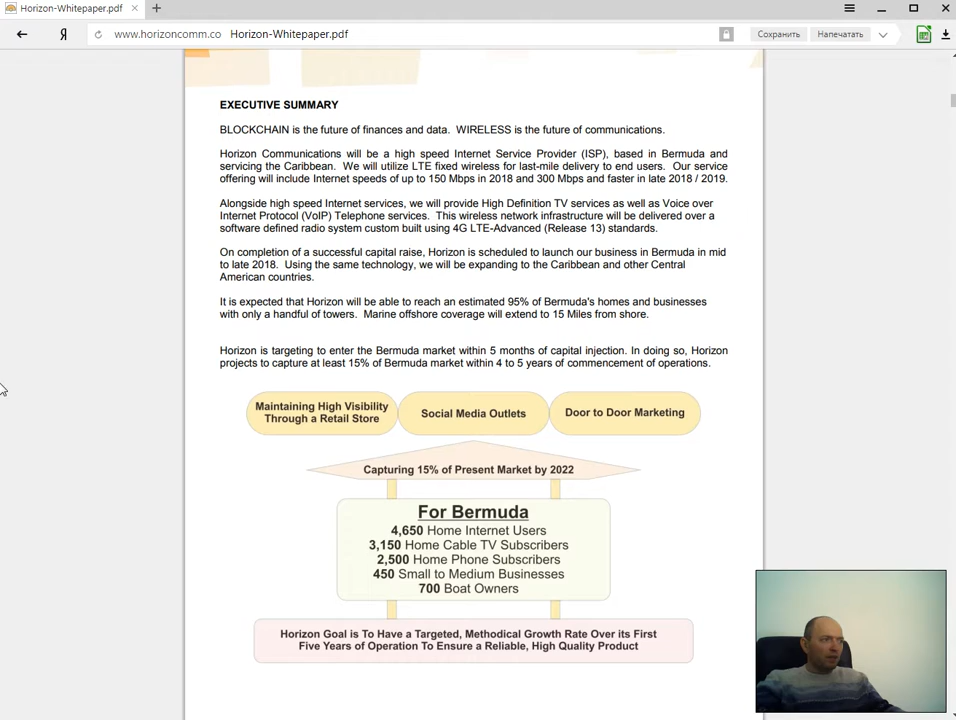 Horizon-Whitepaper.pdf
www.horizoncomm.co Horizon-Whitepaper.pdf Сохранить Напечатать
EXECUTIVE SUMMARY
BLOCKCHAIN is the future of finances and data. WIRELESS is the future of communications.
Horizon Communications will be a high speed Internet Service Provider (ISP), based in Bermuda and
servicing the Caribbean. We will utilize LTE fixed wireless for last-mile delivery to end users. Our service
offering will include Internet speeds of up to 150 Mbps in 2018 and 300 Mbps and faster in late 2018 / 2019.
Alongside high speed Internet services, we will provide High Definition TV services as well as Voice over
Internet Protocol (VoIP) Telephone services. This wireless network infrastructure will be delivered over a
software defined radio system custom built using 4G LTE-Advanced (Release 13) standards.
On completion of a successful capital raise, Horizon is scheduled to launch our business in Bermuda in mid
to late 2018. Using the same technology, we will be expanding to the Caribbean and other Central
American countries.
It is expected that Horizon will be able to reach an estimated 95% of Bermuda's homes and businesses
with only a handful of towers. Marine offshore coverage will extend to 15 Miles from shore.
Horizon is targeting to enter the Bermuda market within 5 months of capital injection. In doing so, Horizon
projects to capture at least 15% of Bermuda market within 4 to 5 years of commencement of operations.
Maintaining High Visibility
Through a Retail Store
Social Media Outlets
Door to Door Marketing
Capturing 15% of Present Market by 2022
For Bermuda
4,650 Home Internet Users
3,150 Home Cable TV Subscribers
2,500 Home Phone Subscribers
450 Small to Medium Businesses
700 Boat Owners
Horizon Goal is To Have a Targeted, Methodical Growth Rate Over its First
Five Years of Operation To Ensure a Reliable, High Quality Product